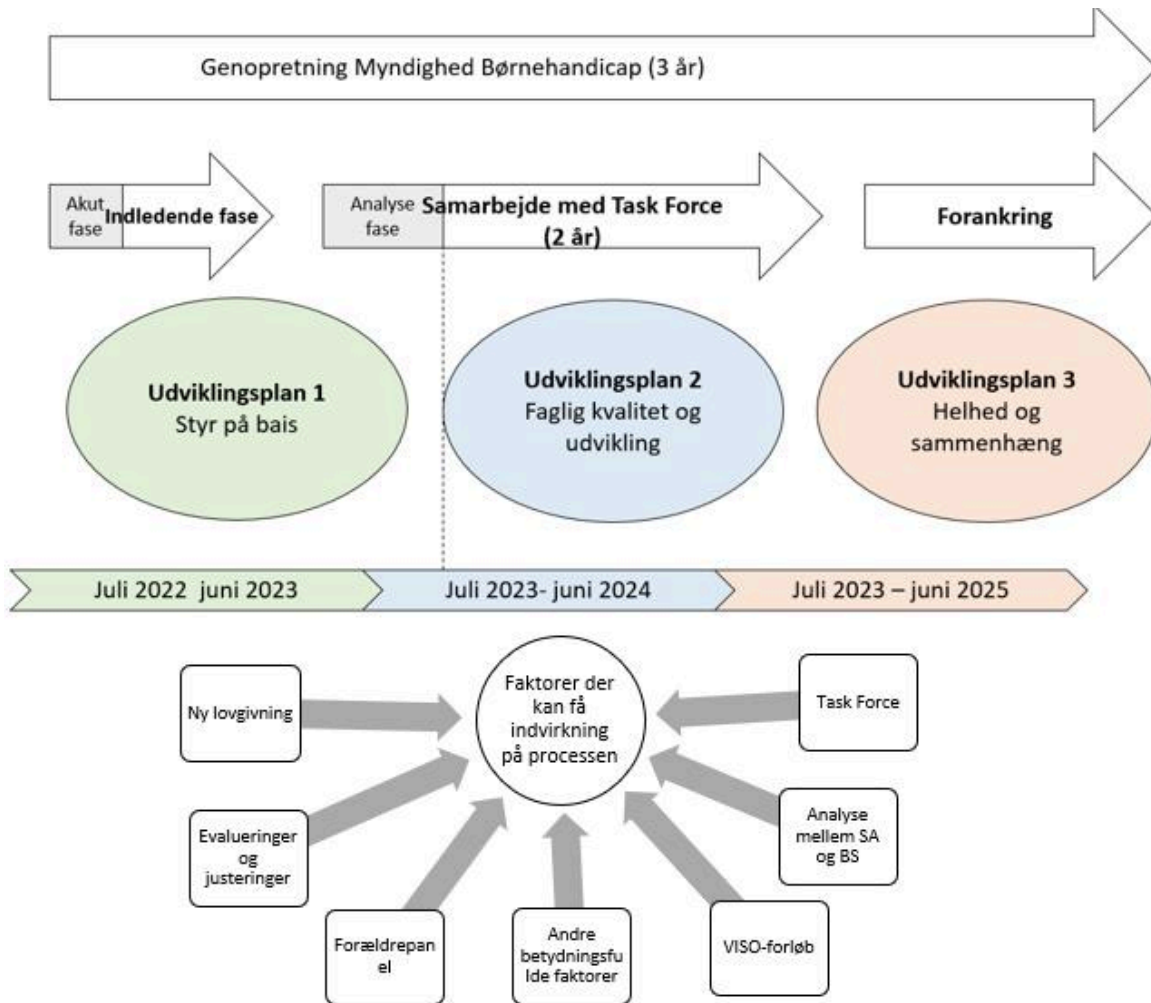 Genopretning Myndighed Børnehandicap (3 år)
Akut
fase
Indledende fase
Analyse
fase
Samarbejde med Task Force
(2 år)
Forankring
Udviklingsplan 1
Styr på bais
Udviklingsplan 2
Faglig kvalitet og
udvikling
Udviklingsplan 3
Helhed og
sammenhæng
Juli 2022 juni 2023
Juli 2023- juni 2024
Juli 2023 – juni 2025
Faktorer der
kan få
indvirkning
på processen
Ny lovgivning
Task Force
Evalueringer
og
justeringer
Analyse
mellem SA
og BS
Forældrepan
el
Andre
betydningsfu
lde faktorer
VISO-forløb